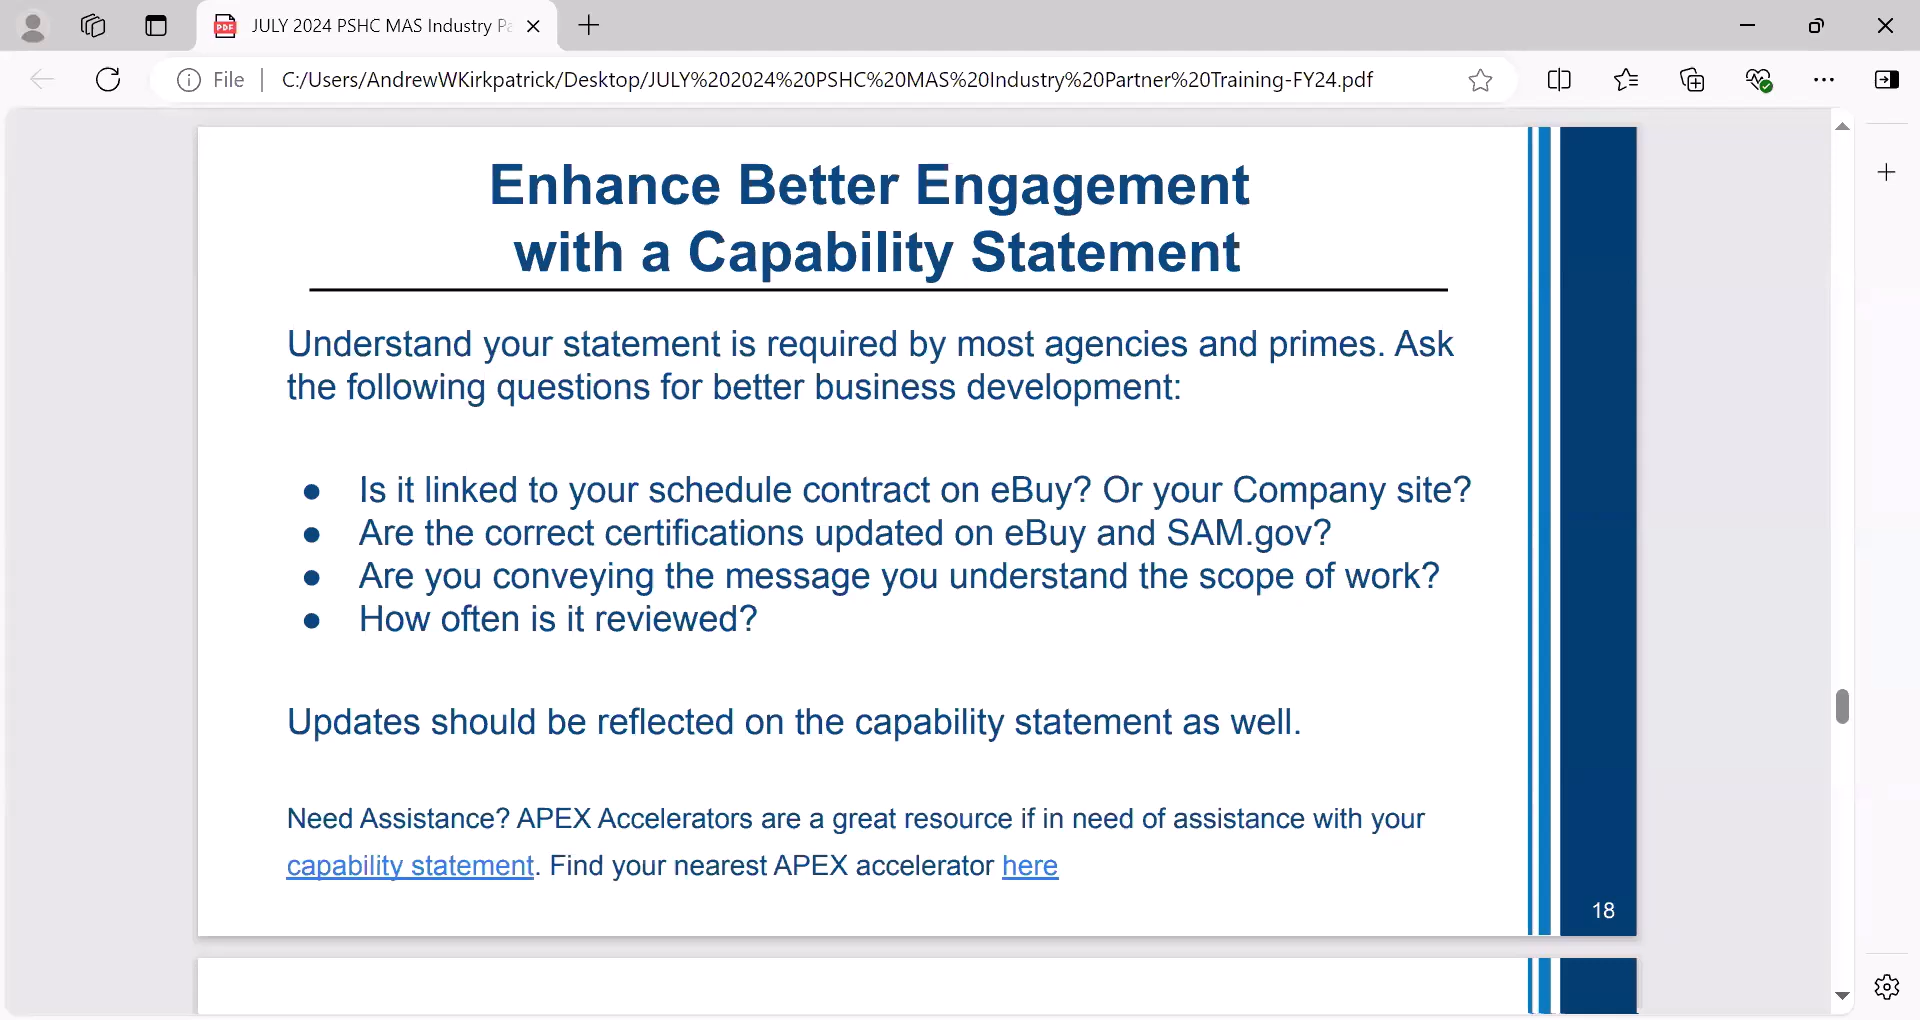 JULY 2024 PSHC MAS Industry Pa
File
C:/Users/AndrewWKirkpatrick/Desktop/JULY%202024%20PSHC%20MAS%20Industry%20Partner%20Training-FY24.pdf
Enhance Better Engagement
with a Capability Statement
Understand your statement is required by most agencies and primes. Ask
the following questions for better business development:
● Is it linked to your schedule contract on eBuy? Or your Company site?
● Are the correct certifications updated on eBuy and SAM.gov?
● Are you conveying the message you understand the scope of work?
● How often is it reviewed?
Updates should be reflected on the capability statement as well.
Need Assistance? APEX Accelerators are a great resource if in need of assistance with your
capability statement. Find your nearest APEX accelerator here
18